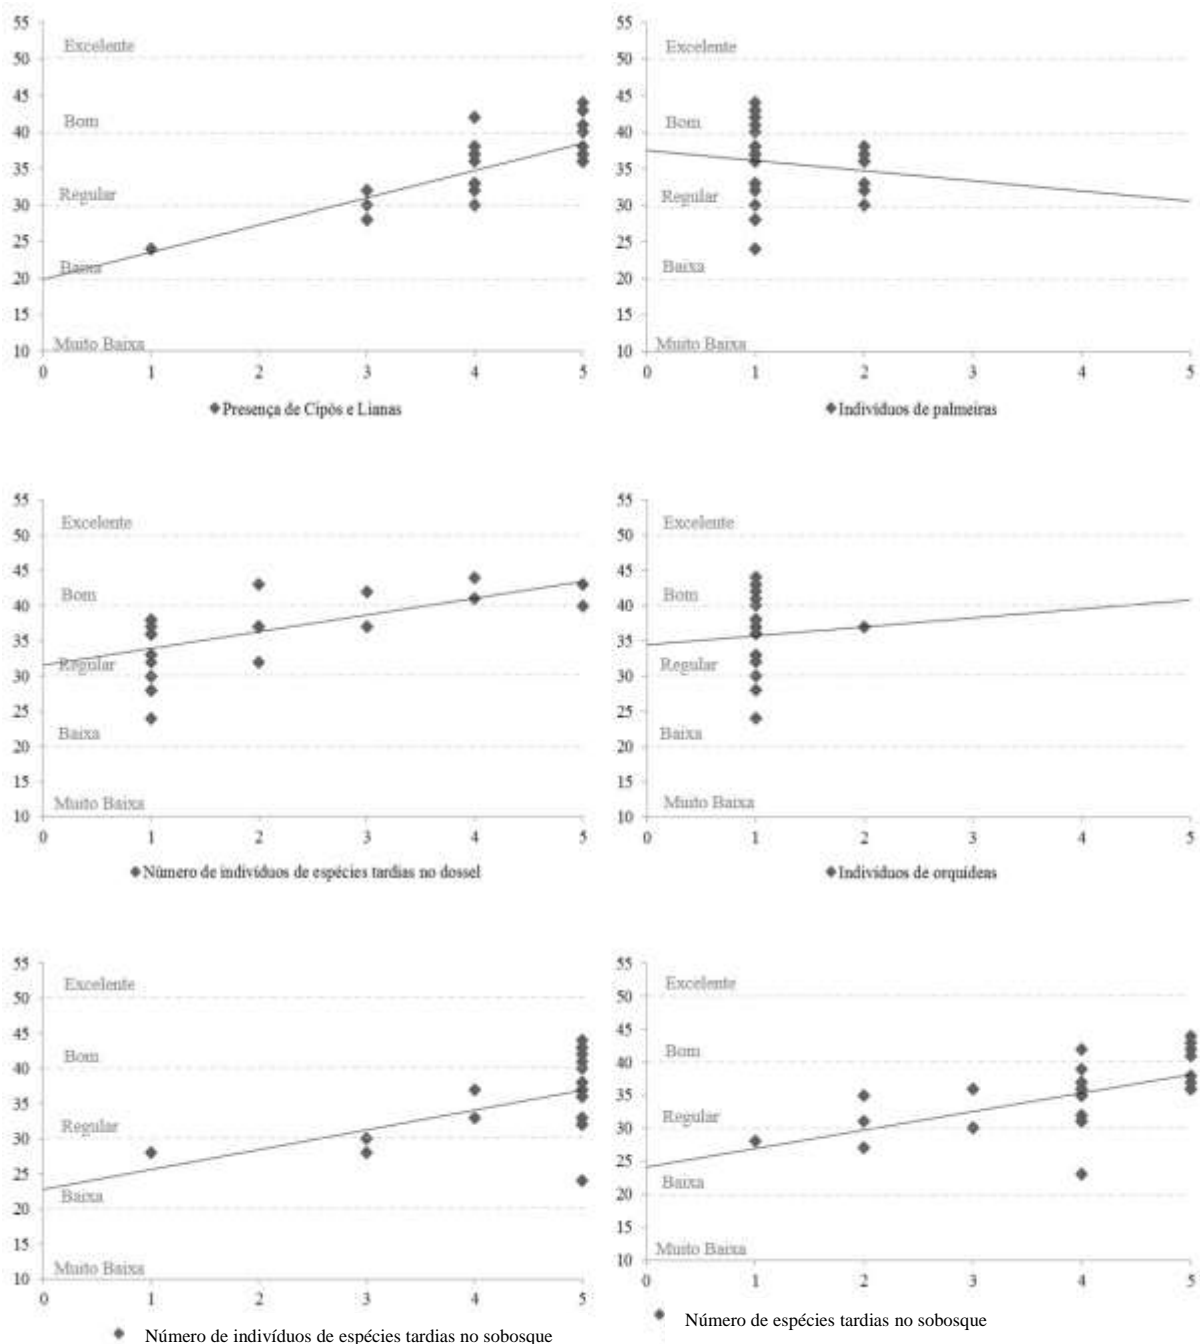 55
50
45
40
35
30
25
20
15
10
Excelente
Bom
Regular
Baixa
Muito Baixa
0 1 2 3 4 5
Presença de Cipós e Lianas
55
50
45
40
35
30
25
20
15
10
Excelente
Bom
Regular
Baixa
Muito Baixa
0 1 2 3 4 5
Indivíduos de palmeiras
55
50
45
40
35
30
25
20
15
10
Excelente
Bom
Regular
Baixa
Muito Baixa
0 1 2 3 4 5
Número de indivíduos de espécies tardias no dossel
55
50
45
40
35
30
25
20
15
10
Excelente
Bom
Regular
Baixa
Muito Baixa
0 1 2 3 4 5
Indivíduos de orquídeas
55
50
45
40
35
30
25
20
15
10
Excelente
Bom
Regular
Baixa
Muito Baixa
0 1 2 3 4 5
Número de indivíduos de espécies tardias no sobosque
55
50
45
40
35
30
25
20
15
10
Excelente
Bom
Regular
Baixa
Muito Baixa
0 1 2 3 4 5
Número de espécies tardias no sobosque